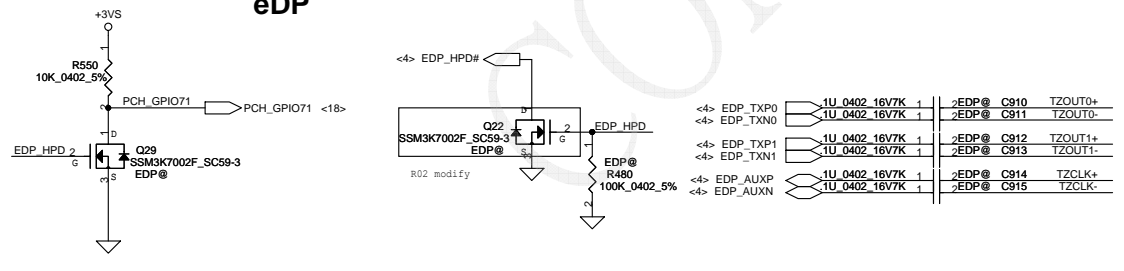 eDP
+3VS
1
R550
10K_0402_5%
2
PCH_GPIO71
PCH_GPIO71 <18>
1
D
EDP_HPD 2
G
Q29
SSM3K7002F_SC59-3
EDP@
3
S
<4> EDP_HPD#
1
D
Q22
SSM3K7002F_SC59-3
EDP@
2
G
EDP_HPD
3
S
R02 modify
1
EDP@
R480
100K_0402_5%
2
<4> EDP_TXP0 .1U_0402_16V7K 1 2 EDP@ C910 TZOUT0+
<4> EDP_TXN0 .1U_0402_16V7K 1 2 EDP@ C911 TZOUT0-
<4> EDP_TXP1 .1U_0402_16V7K 1 2 EDP@ C912 TZOUT1+
<4> EDP_TXN1 .1U_0402_16V7K 1 2 EDP@ C913 TZOUT1-
<4> EDP_AUXP .1U_0402_16V7K 1 2 EDP@ C914 TZCLK+
<4> EDP_AUXN .1U_0402_16V7K 1 2 EDP@ C915 TZCLK-